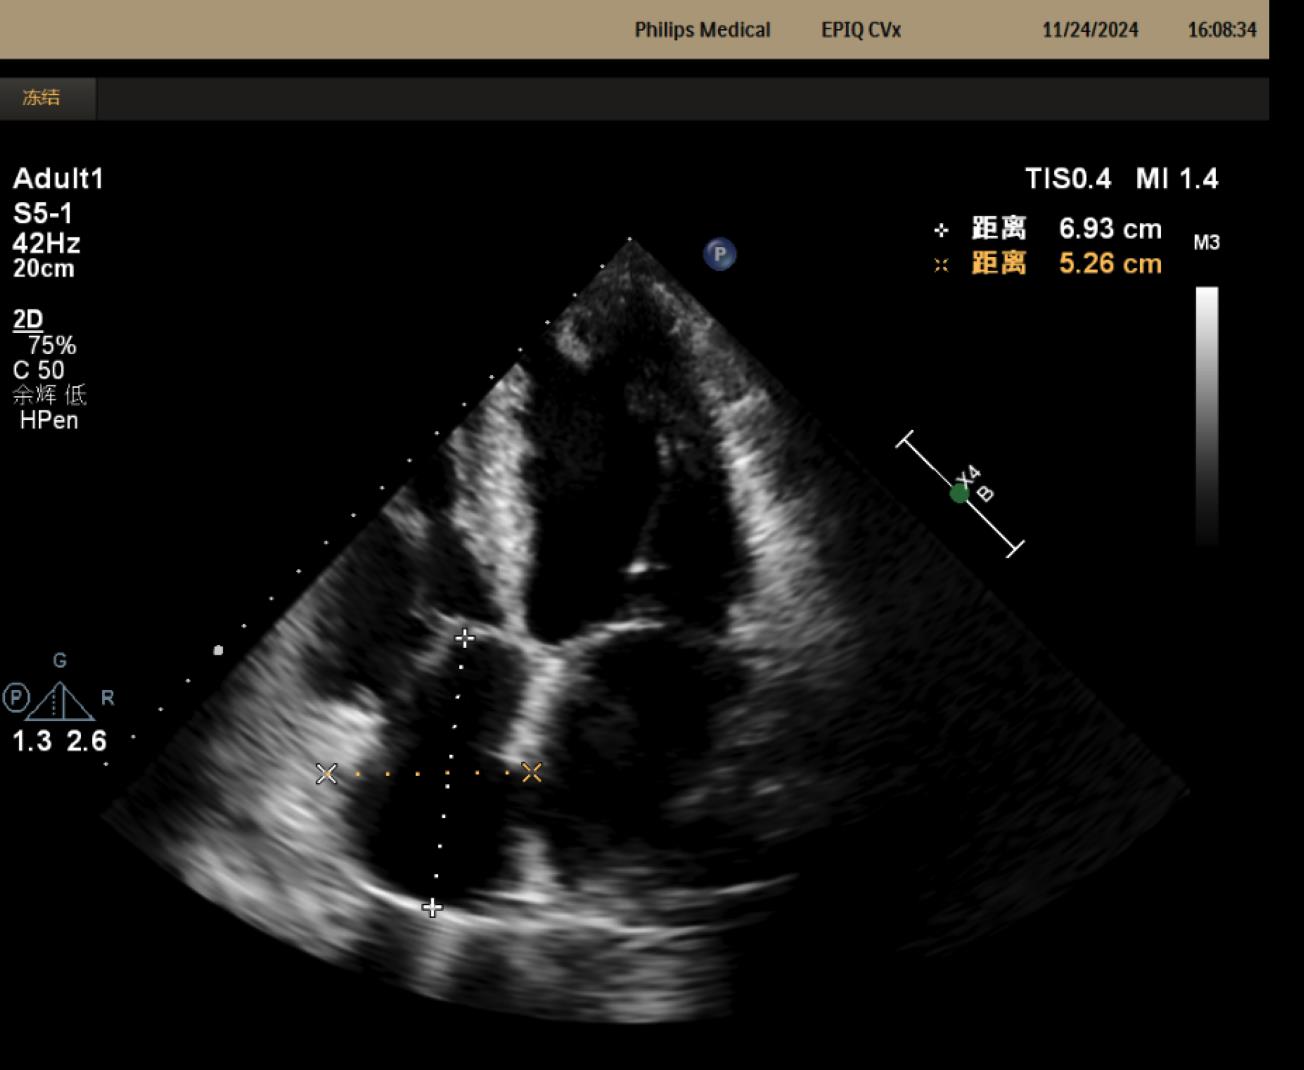 Philips Medical EPIQ CVx 11/24/2024 16:08:34
冻结
Adult1
S5-1
42Hz
20cm
2D
75%
C 50
余辉 低
HPen
TIS0.4 MI 1.4
M3
距离 6.93 cm
距离 5.26 cm
X4
B
P
G
P R
1.3 2.6